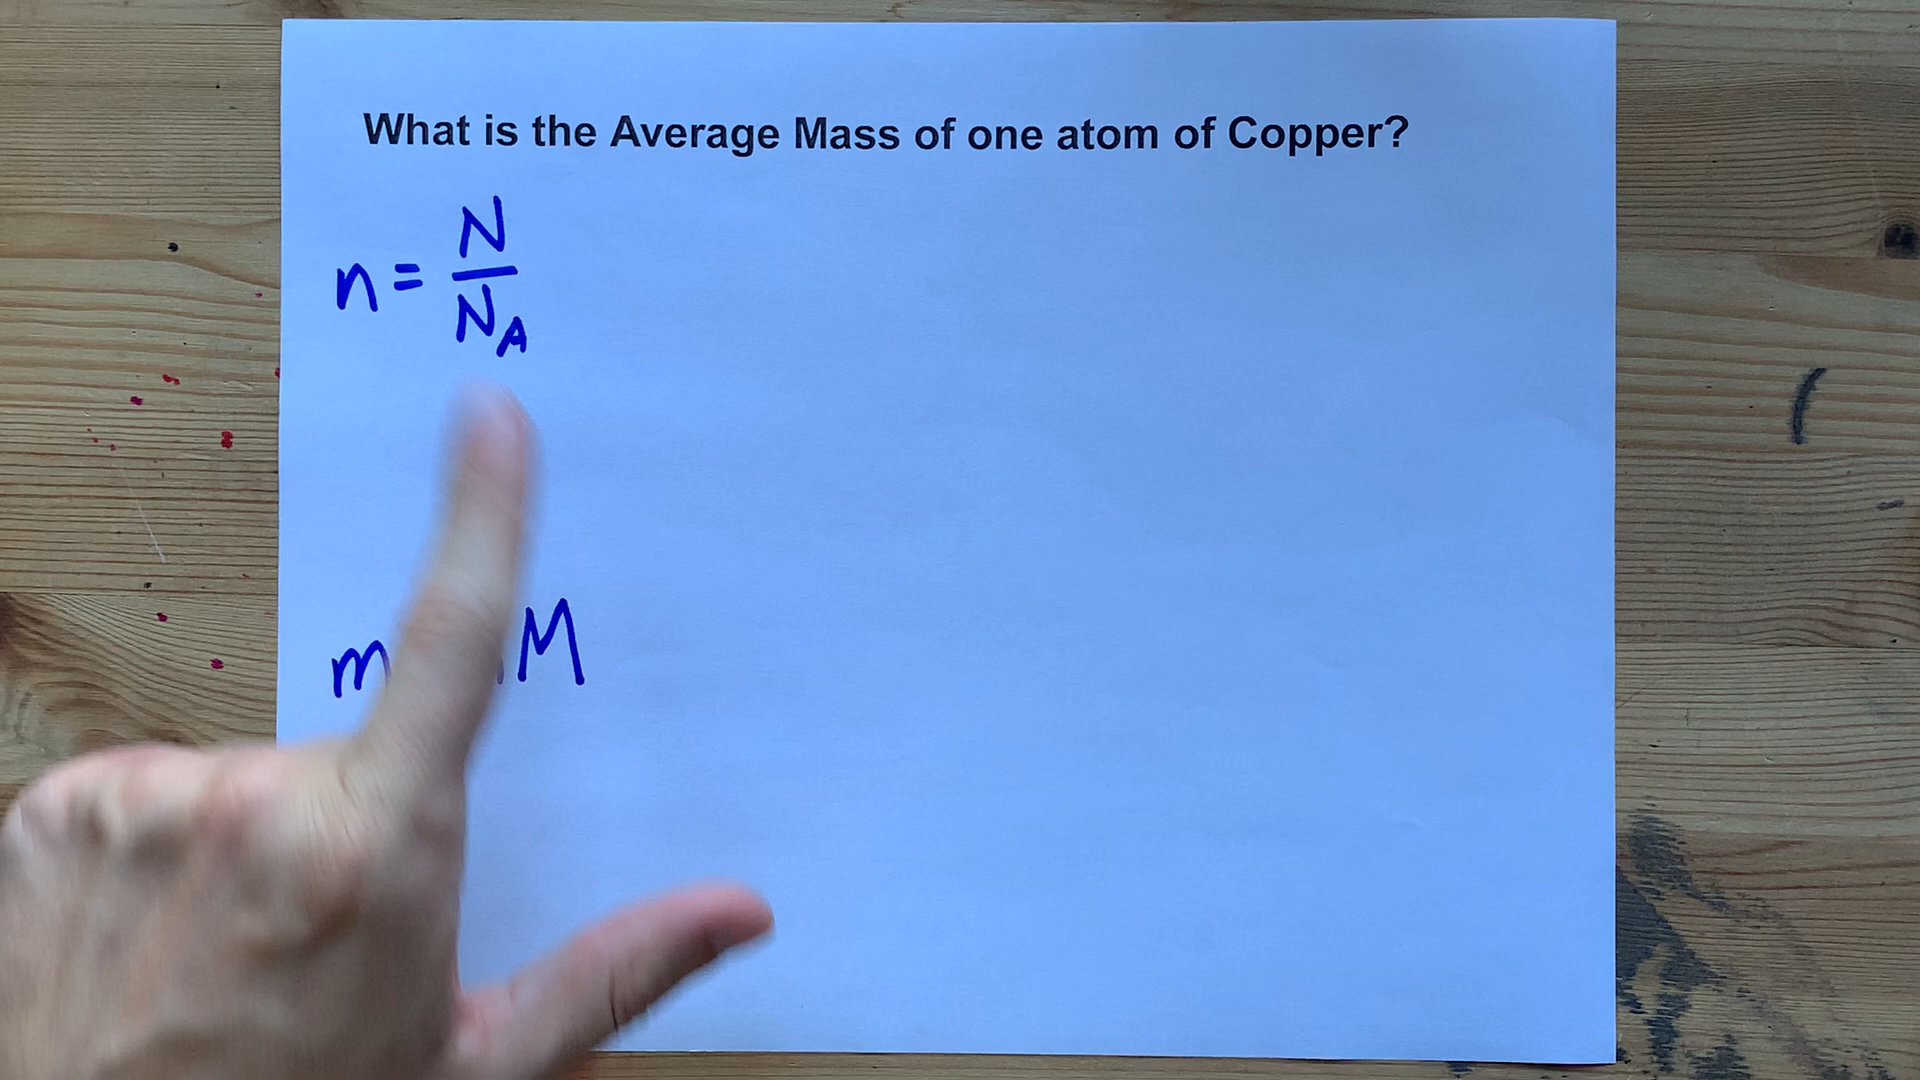 What is the Average Mass of one atom of Copper?
n = N / N_A
m M